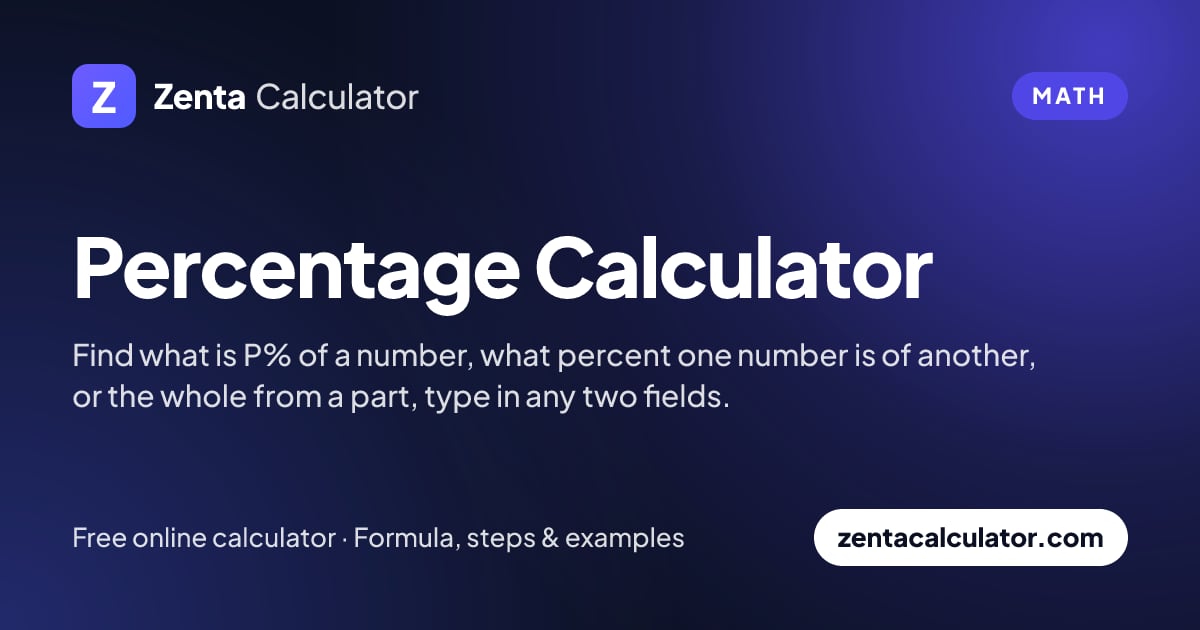 Z
Zenta Calculator
MATH
Percentage Calculator
Find what is P% of a number, what percent one number is of another,
or the whole from a part, type in any two fields.
Free online calculator · Formula, steps & examples
zentacalculator.com